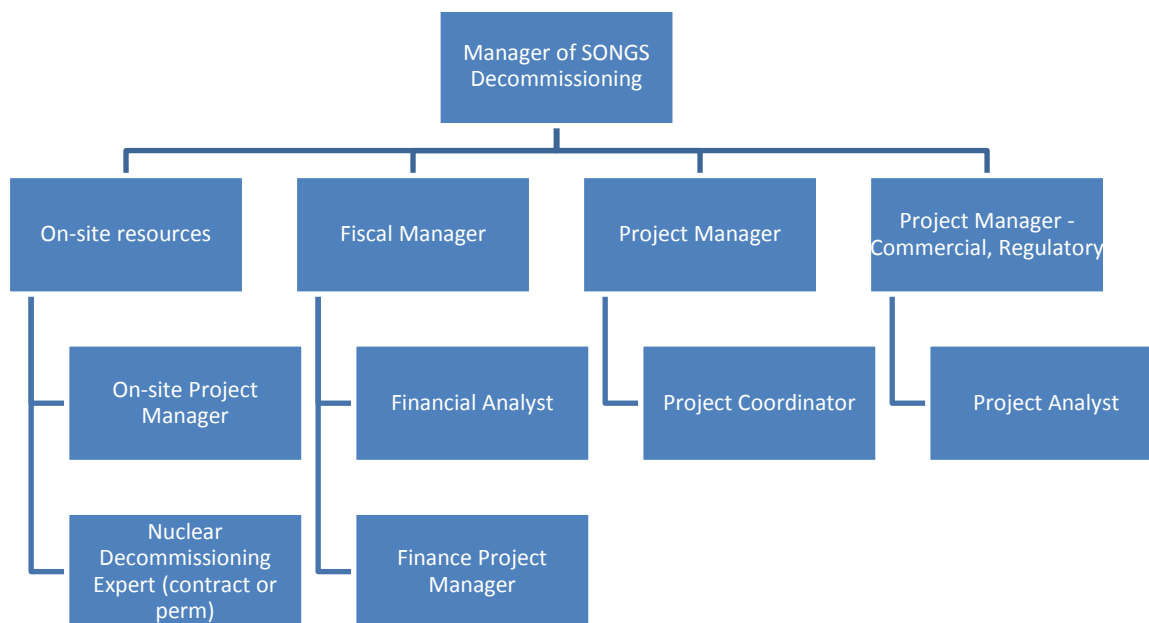 Manager of SONGS
Decommissioning
On-site resources
Fiscal Manager
Project Manager
Project Manager -
Commercial, Regulatory
On-site Project
Manager
Financial Analyst
Project Coordinator
Project Analyst
Nuclear
Decommissioning
Expert (contract or
perm)
Finance Project
Manager